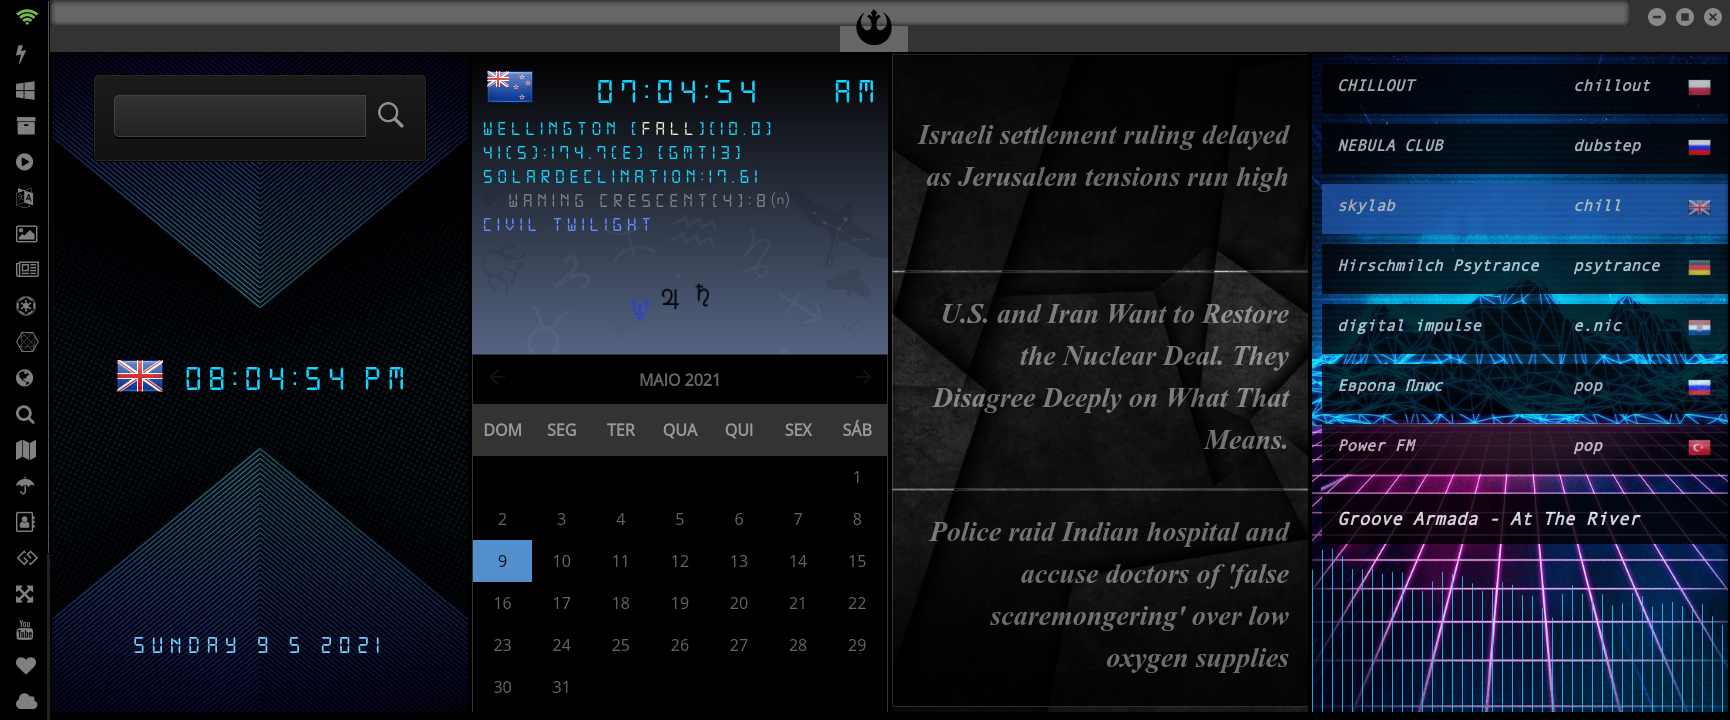 08:04:54 PM
SUNDAY 9 5 2021
07:04:54 AM
WELLINGTON [FALL][10.0]
41(S):174.7(E) [GMT13]
SOLARDECLINATION:17.61
WANING CRESCENT[4]:8(n)
CIVIL TWILIGHT
MAIO 2021
DOM SEG TER QUA QUI SEX SÁB
1
2 3 4 5 6 7 8
9 10 11 12 13 14 15
16 17 18 19 20 21 22
23 24 25 26 27 28 29
30 31
Israeli settlement ruling delayed
as Jerusalem tensions run high
U.S. and Iran Want to Restore
the Nuclear Deal. They
Disagree Deeply on What That
Means.
Police raid Indian hospital and
accuse doctors of 'false
scaremongering' over low
oxygen supplies
CHILLOUT chillout
NEBULA CLUB dubstep
skylab chill
Hirschmilch Psytrance psytrance
digital impulse e.nic
Европа Плюс pop
Power FM pop
Groove Armada - At The River
You
Tube